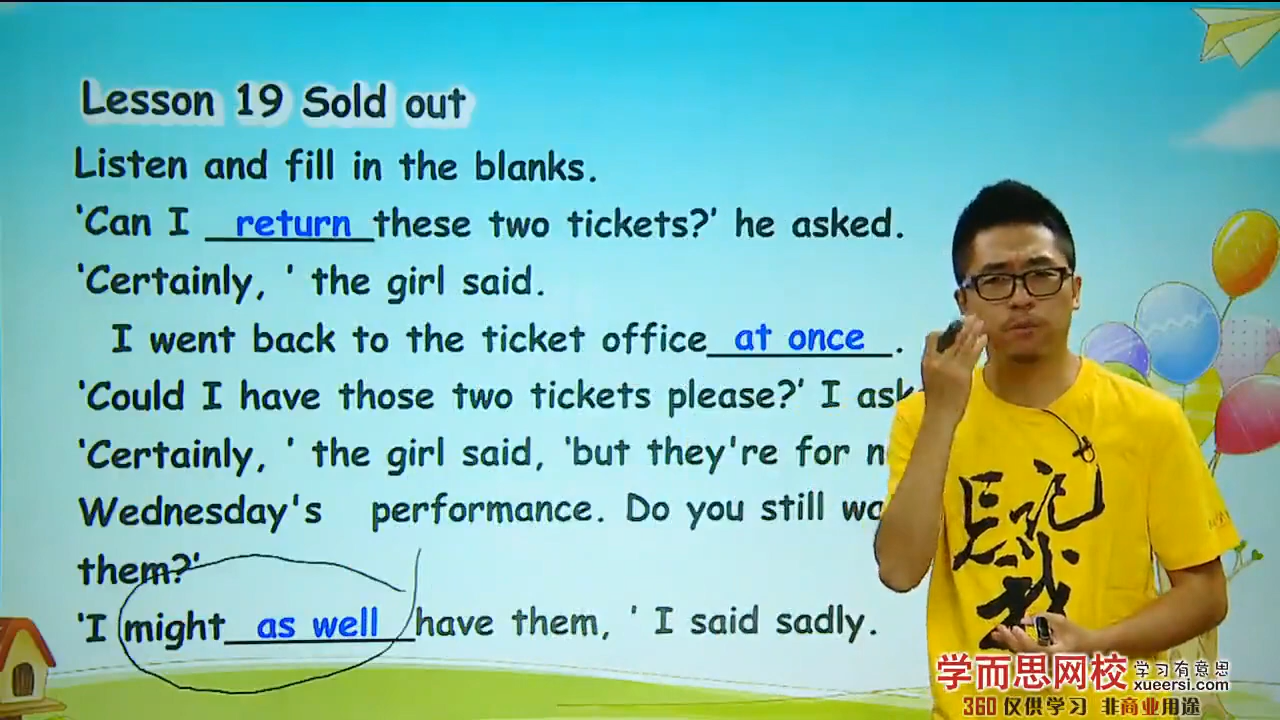 Lesson 19 Sold out
Listen and fill in the blanks.
‘Can I return these two tickets?’ he asked.
‘Certainly, ’ the girl said.
I went back to the ticket office at once.
‘Could I have those two tickets please?’ I
‘Certainly, ’ the girl said, ‘but they're for
Wednesday's performance. Do you still
them?’
‘I might as well have them, ’ I said sadly.
学而思网校 学习有意思
xueersi.com
360 仅供学习 非商业用途